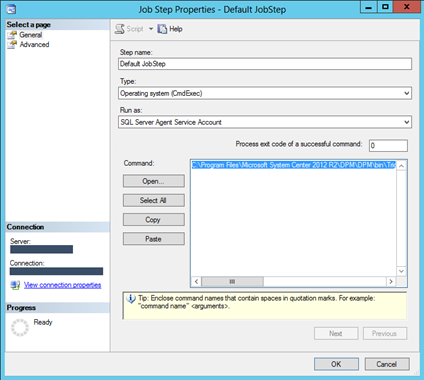 Job Step Properties - Default JobStep
Select a page
General
Advanced
Script
Help
Step name:
Default JobStep
Type:
Operating system (CmdExec)
Run as:
SQL Server Agent Service Account
Process exit code of a successful command:
0
Command:
C:\Program Files\Microsoft System Center 2012 R2\DPM\DPM\bin\
Open...
Select All
Copy
Paste
Connection
Server:
Connection:
View connection properties
Progress
Ready
Tip: Enclose command names that contain spaces in quotation marks. For example:
"command name" <arguments>.
Next
Previous
OK
Cancel